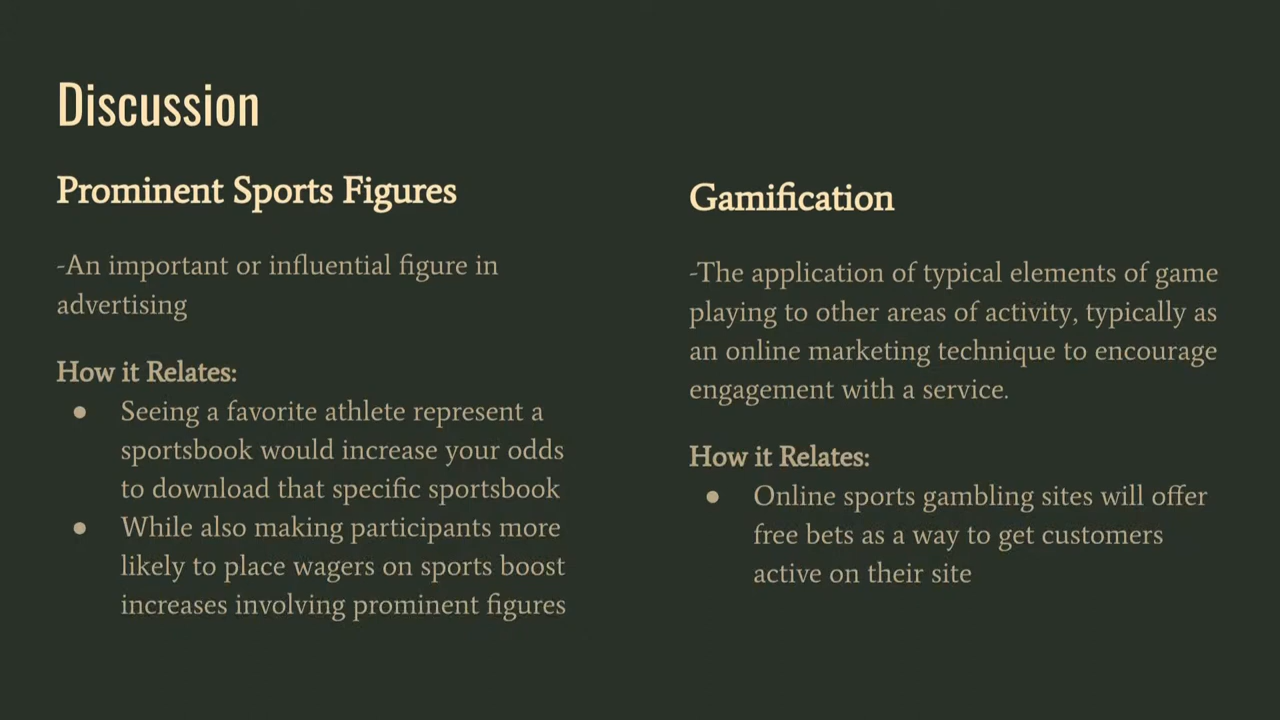 Discussion
Prominent Sports Figures
-An important or influential figure in
advertising
How it Relates:
● Seeing a favorite athlete represent a
sportsbook would increase your odds
to download that specific sportsbook
● While also making participants more
likely to place wagers on sports boost
increases involving prominent figures
Gamification
-The application of typical elements of game
playing to other areas of activity, typically as
an online marketing technique to encourage
engagement with a service.
How it Relates:
● Online sports gambling sites will offer
free bets as a way to get customers
active on their site